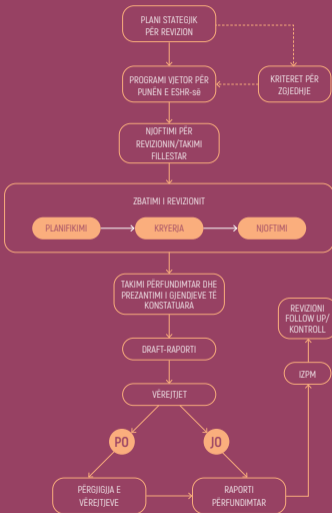 PLANI STATEGJIK
PËR REVIZION
PROGRAMI VJETOR PËR
PUNËN E ESHR-së
KRITERET PËR
ZGJEDHJE
NJOFTIMI PËR
REVIZIONIN/TAKIMI
FILLESTAR
ZBATIMI I REVIZIONIT
PLANIFIKIMI
KRYERJA
NJOFTIMI
TAKIMI PËRFUNDIMTAR DHE
PREZANTIMI I GJENDJEVE TË
KONSTATUARA
REVIZIONI
FOLLOW UP/
KONTROLL
DRAFT-RAPORTI
IZPM
VËREJTJET
PO
JO
PËRGJIGJJA E
VËREJTJEVE
RAPORTI
PËRFUNDIMTAR